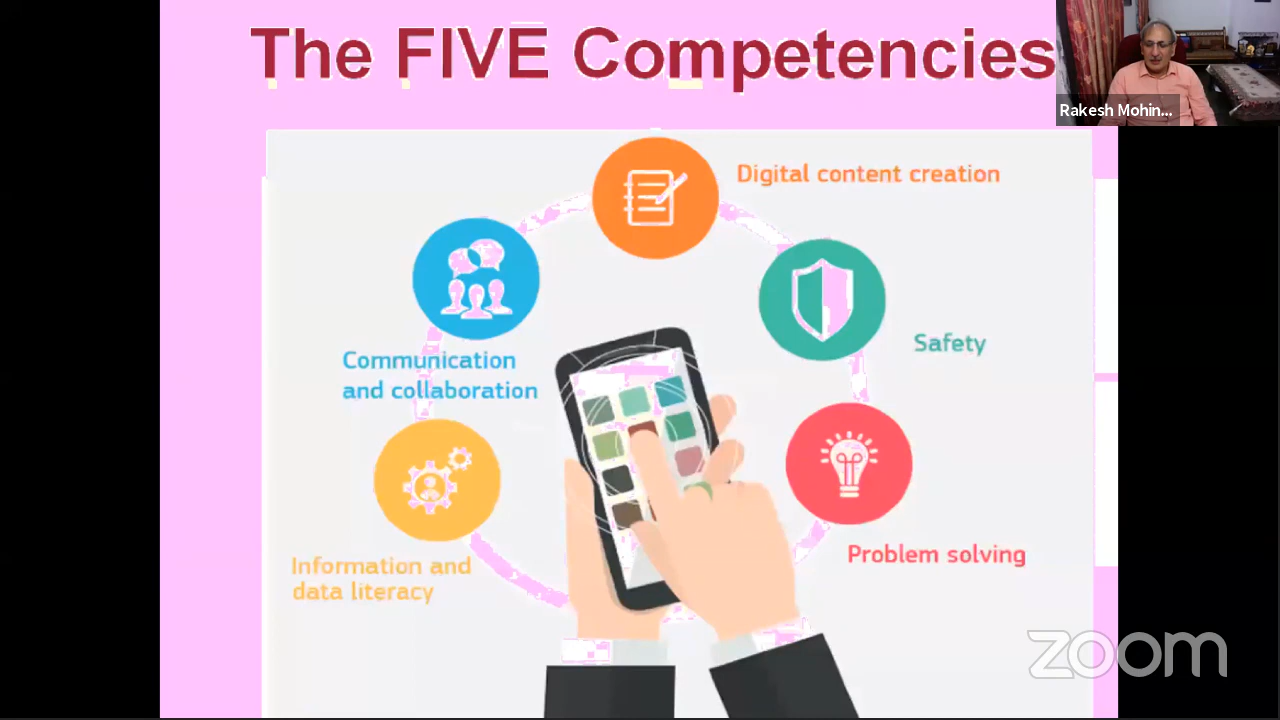 The FIVE Competencies
Rakesh Mohin...
Digital content creation
Safety
Communication
and collaboration
Problem solving
Information and
data literacy
zoom